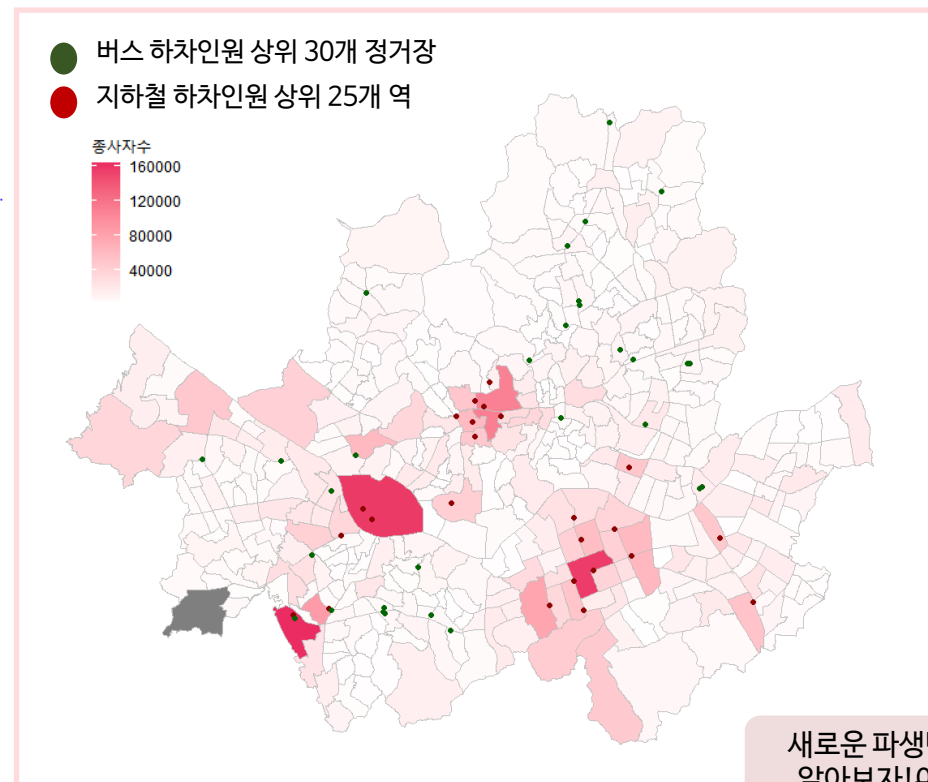 버스 하차인원 상위 30개 정거장
지하철 하차인원 상위 25개 역
종사자수
160000
120000
80000
40000
새로운